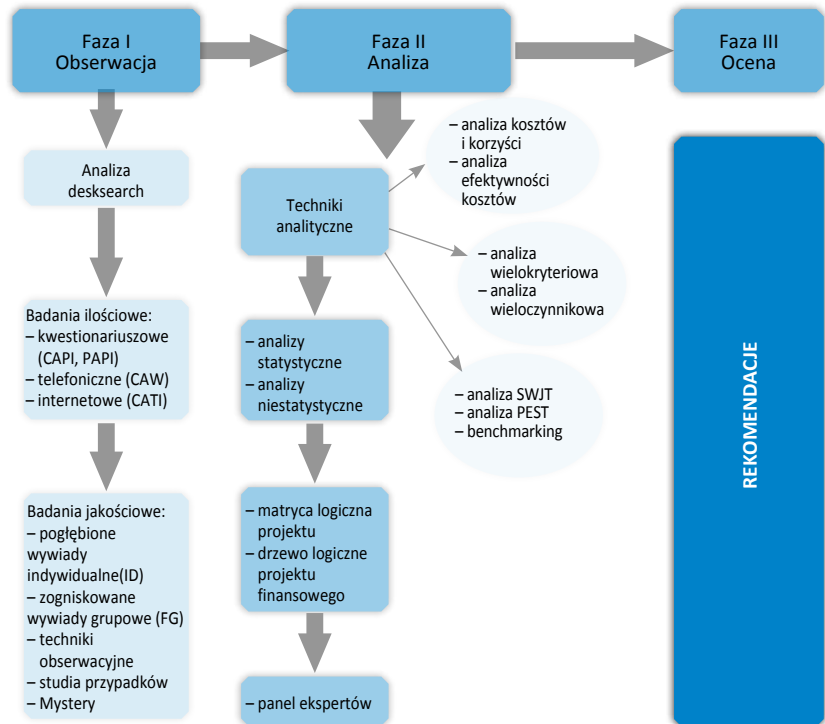 Faza I
Obserwacja
Faza II
Analiza
Faza III
Ocena
Analiza
desksearch
Badania ilościowe:
– kwestionariuszowe
(CAPI, PAPI)
– telefoniczne (CAW)
– internetowe (CATI)
Badania jakościowe:
– pogłębione
wywiady
indywidualne(ID)
– zogniskowane
wywiady grupowe (FG)
– techniki
obserwacyjne
– studia przypadków
– Mystery
Techniki
analityczne
– analizy
statystyczne
– analizy
niestatystyczne
– matryca logiczna
projektu
– drzewo logiczne
projektu
finansowego
– panel ekspertów
– analiza kosztów
i korzyści
– analiza
efektywności
kosztów
– analiza
wielokryteriowa
– analiza
wieloczynnikowa
– analiza SWJT
– analiza PEST
– benchmarking
REKOMENDACJE